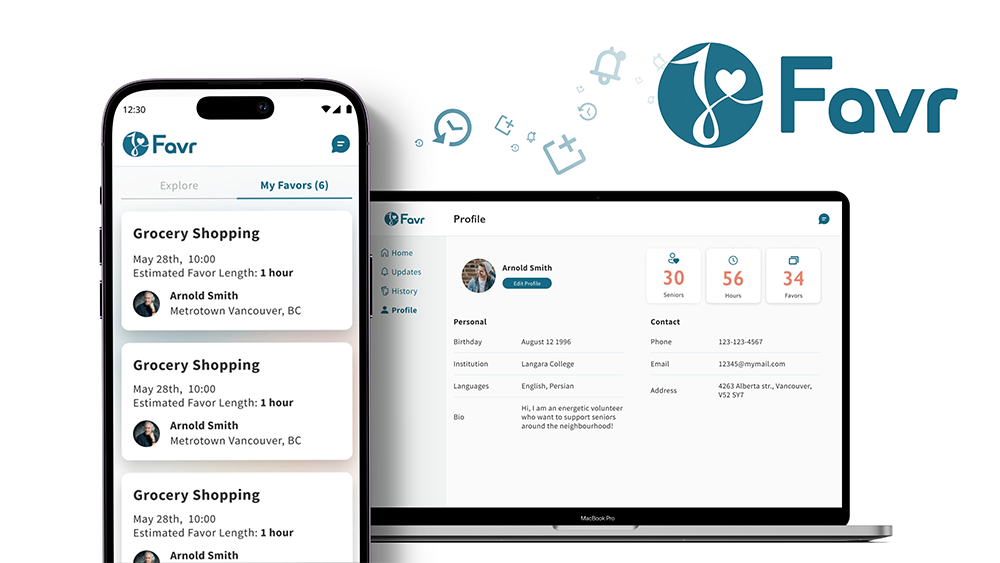 Favr
12:30
Favr
Explore
My Favors (6)
Grocery Shopping
May 28th, 10:00
Estimated Favor Length: 1 hour
Arnold Smith
Metrotown Vancouver, BC
Grocery Shopping
May 28th, 10:00
Estimated Favor Length: 1 hour
Arnold Smith
Metrotown Vancouver, BC
Grocery Shopping
May 28th, 10:00
Estimated Favor Length: 1 hour
Arnold Smith
Favr
Profile
Home
Updates
History
Profile
Arnold Smith
Edit Profile
30
Seniors
56
Hours
34
Favors
Personal
Birthday August 12 1996
Institution Langara College
Languages English, Persian
Bio
Hi, I am an energetic volunteer
who want to support seniors
around the neighbourhood!
Contact
Phone 123-123-4567
Email 12345@mymail.com
Address
4263 Alberta str., Vancouver,
V52 SY7
MacBook Pro